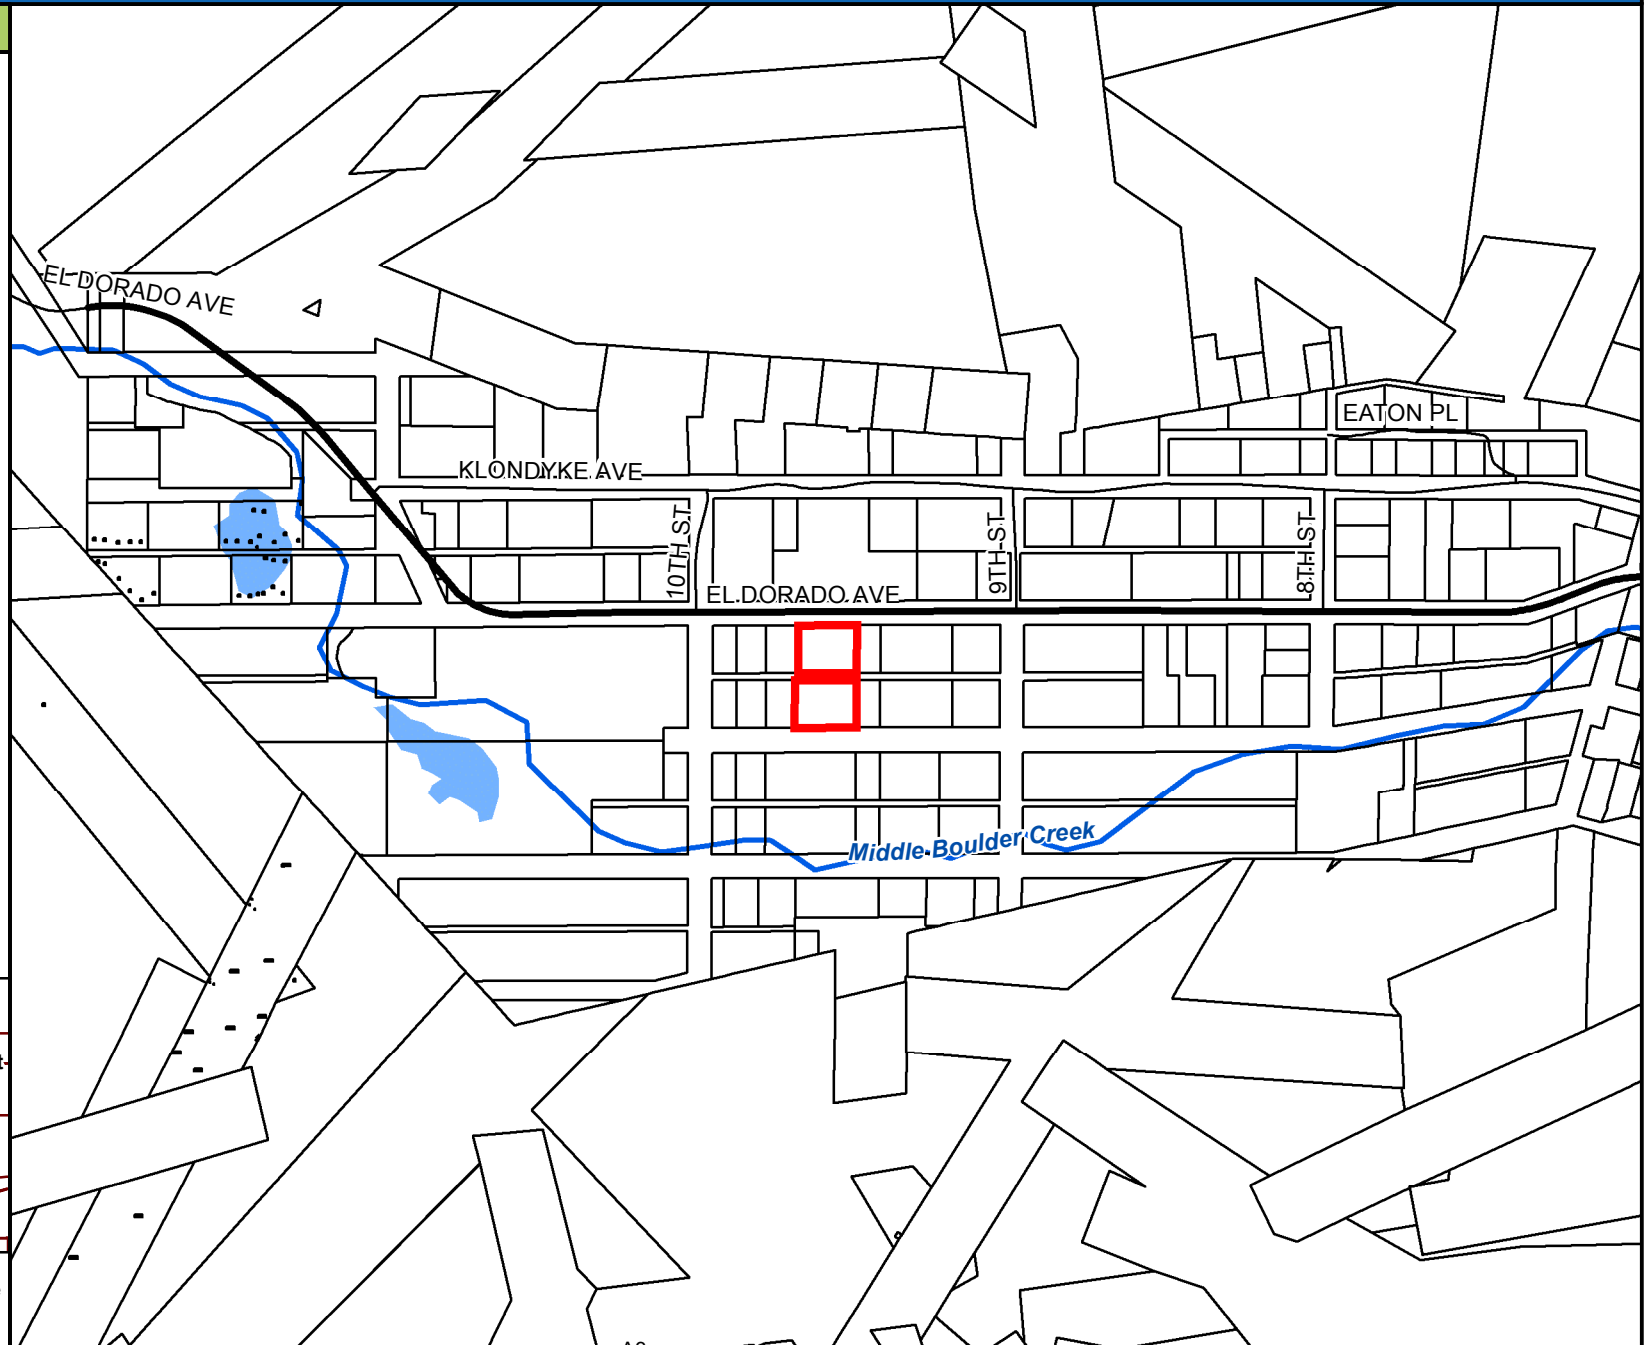 EL DORADO AVE
EATON PL
KLONDYKE AVE
10TH ST
9TH ST
8TH ST
EL DORADO AVE
Middle Boulder Creek